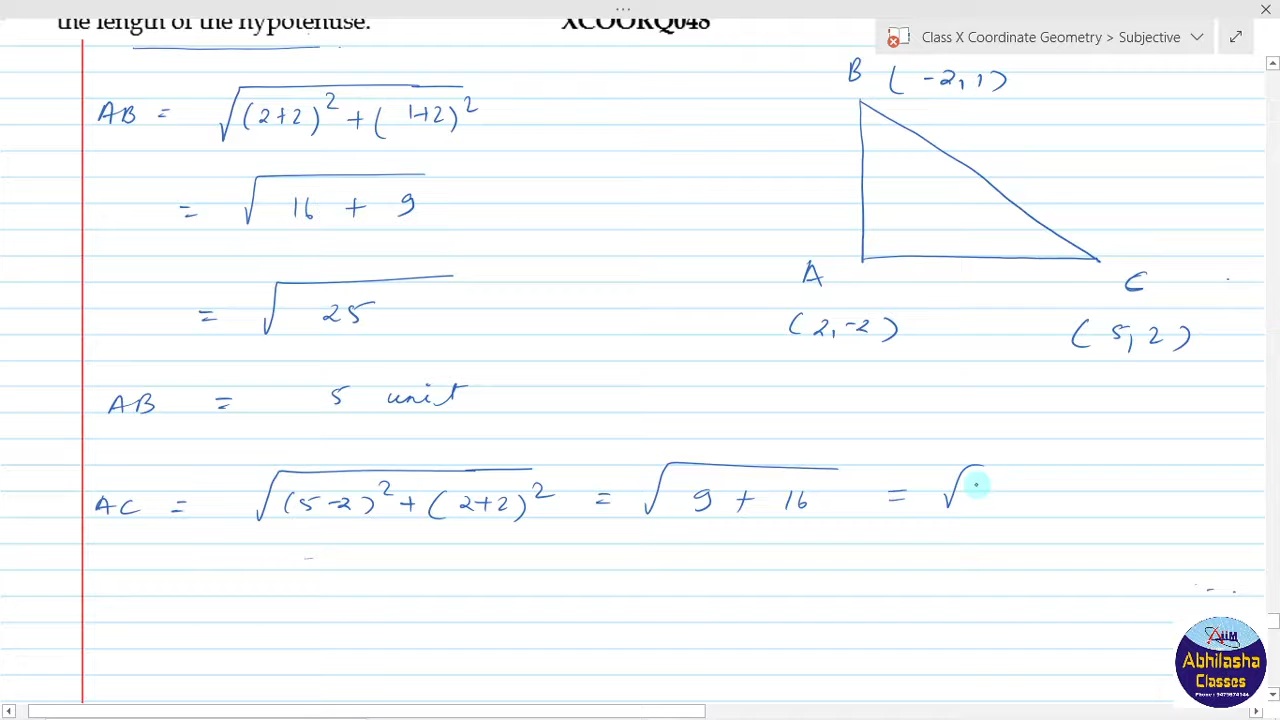 the length of the hypotenuse. XCOORQ048
Class X Coordinate Geometry > Subjective
B (-2, 1)
AB = √((2+2)² + (1+2)²)
= √(16 + 9)
= √25
A C
(2, -2) (5, 2)
AB = 5 unit
AC = √((5-2)² + (2+2)²) = √(9 + 16) = √
AIIM
Abhilasha
Classes